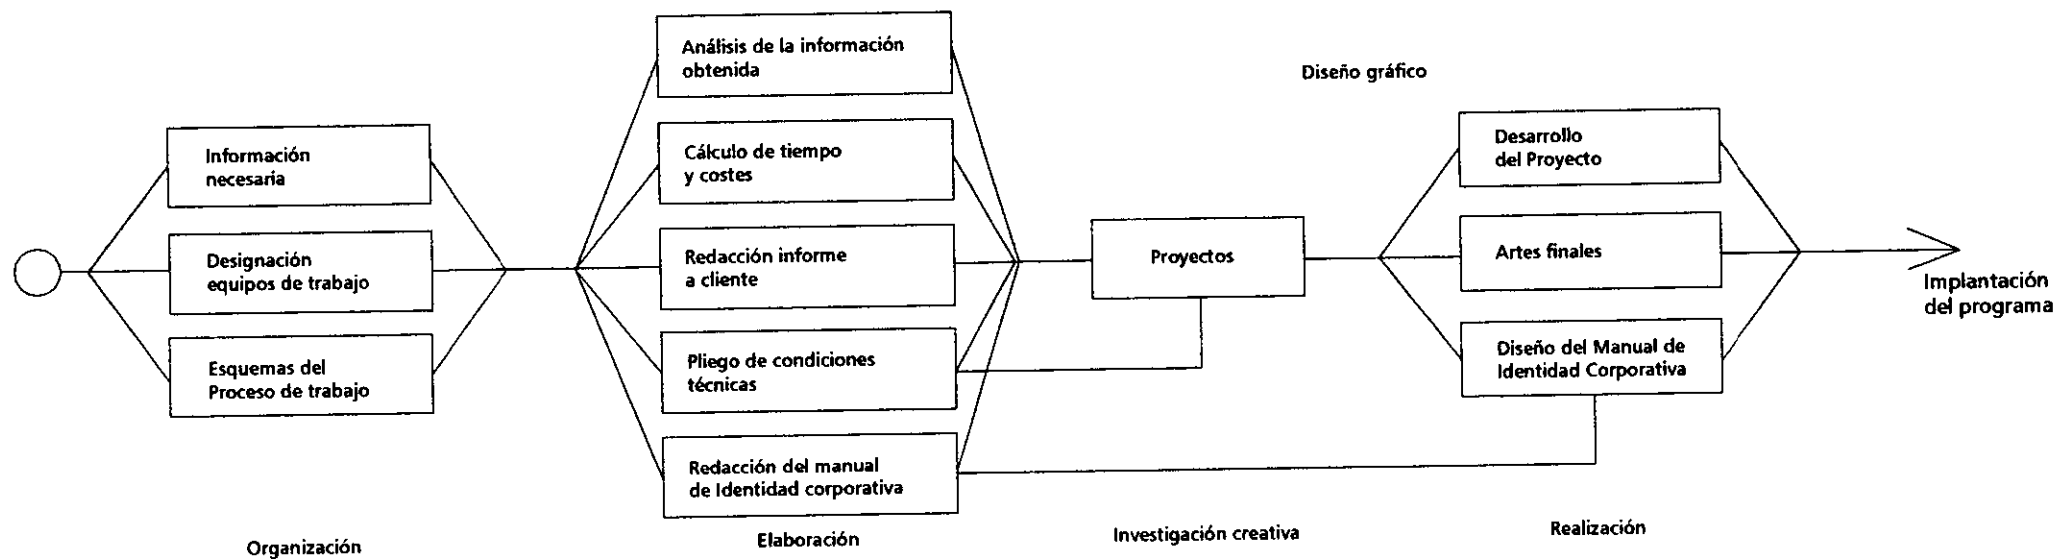 Información
necesaria
Designación
equipos de trabajo
Esquemas del
Proceso de trabajo
Organización
Análisis de la información
obtenida
Cálculo de tiempo
y costes
Redacción informe
a cliente
Pliego de condiciones
técnicas
Redacción del manual
de Identidad corporativa
Elaboración
Proyectos
Investigación creativa
Diseño gráfico
Desarrollo
del Proyecto
Artes finales
Diseño del Manual de
Identidad Corporativa
Realización
Implantación
del programa